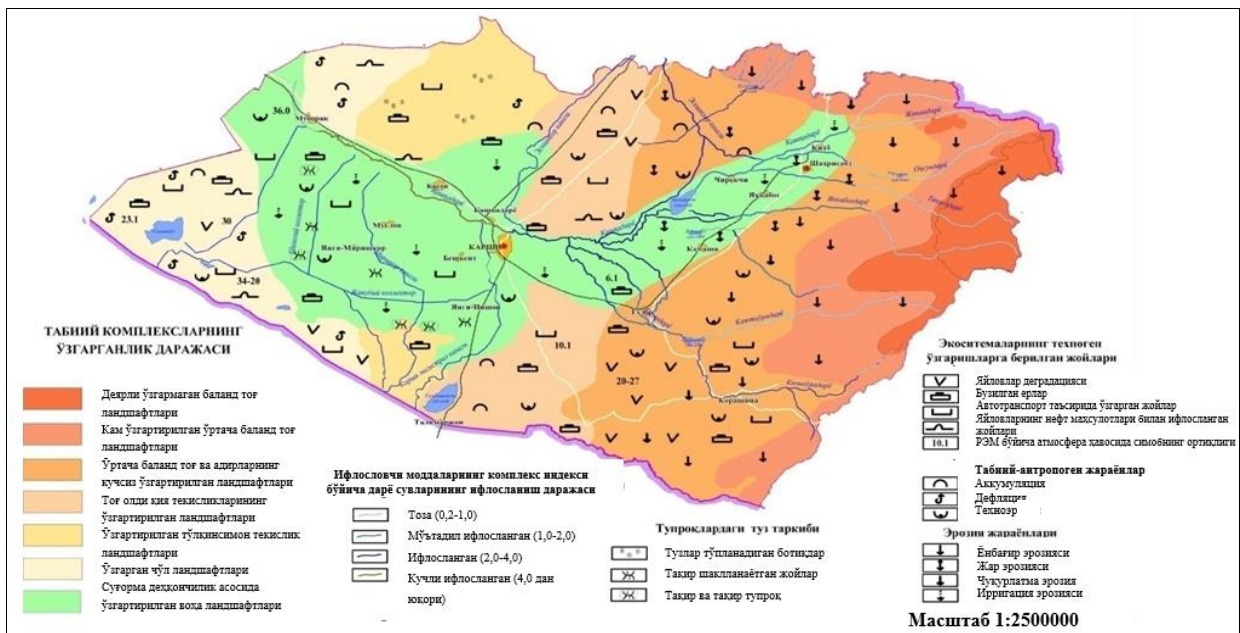 36.0
Муборак
23.1
30
34-20
Косон
Қашқадарё
Муғлон
Янги-Миришкор
Бешкент
ҚАРШИ
Янги-Нишон
Жанубий коллектор
Талимаржон
10.1
6.1
20-27
Чироқчи
Китоб
Шаҳрисабз
Яккабоғ
Камаши
ТАБИИЙ КОМПЛЕКСЛАРНИНГ
ЎЗГАРГАНЛИК ДАРАЖАСИ
Деярли ўзгармаган баланд тоғ
ландшафтлари
Кам ўзгартирилган ўртача баланд тоғ
ландшафтлари
Ўртача баланд тоғ ва адирларнинг
кучсиз ўзгартирилган ландшафтлари
Тоғ олди қия текисликларининг
ўзгартирилган ландшафтлари
Ўзгартирилган тўлқинсимон текислик
ландшафтлари
Ўзгарган чўл ландшафтлари
Суғорма деҳқончилик асосида
ўзгартирилган воҳа ландшафтлари
Ифлословчи моддаларнинг комплекс индекси
бўйича дарё сувларнинг ифлосланиш даражаси
Тоза (0,2-1,0)
Мўътадил ифлосланган (1,0-2,0)
Ифлосланган (2,0-4,0)
Кучли ифлосланган (4,0 дан
юқори)
Тупроқлардаги туз таркиби
Тузлар тўпланадиган ботиқдар
Тақир шаклланаётган жойлар
Тақир ва тақир тупроқ
Экоситемаларнинг техноген
ўзгаришларга берилган жойлари
Яйловлар деградацияси
Бузилган ерлар
Автотранспорт таъсирида ўзгарган жойлар
Яйловларнинг нефт маҳсулотлари билан ифлосланган
жойлари
10.1 РЭМ бўйича атмосфера ҳавосида симобнинг ортиқлиги
Табиий-антропоген жараёнлар
Аккумуляция
Дефляция
Техноэр
Эрозия жараёнлари
Ёнбағир эрозияси
Жар эрозияси
Чуқурлатма эрозия
Ирригация эрозияси
Масштаб 1:2500000